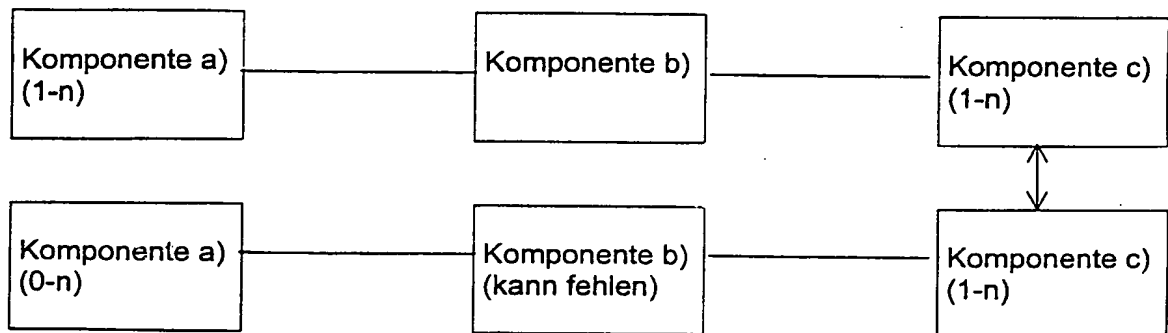 Komponente a)
(1-n)
Komponente b)
Komponente c)
(1-n)
Komponente a)
(0-n)
Komponente b)
(kann fehlen)
Komponente c)
(1-n)